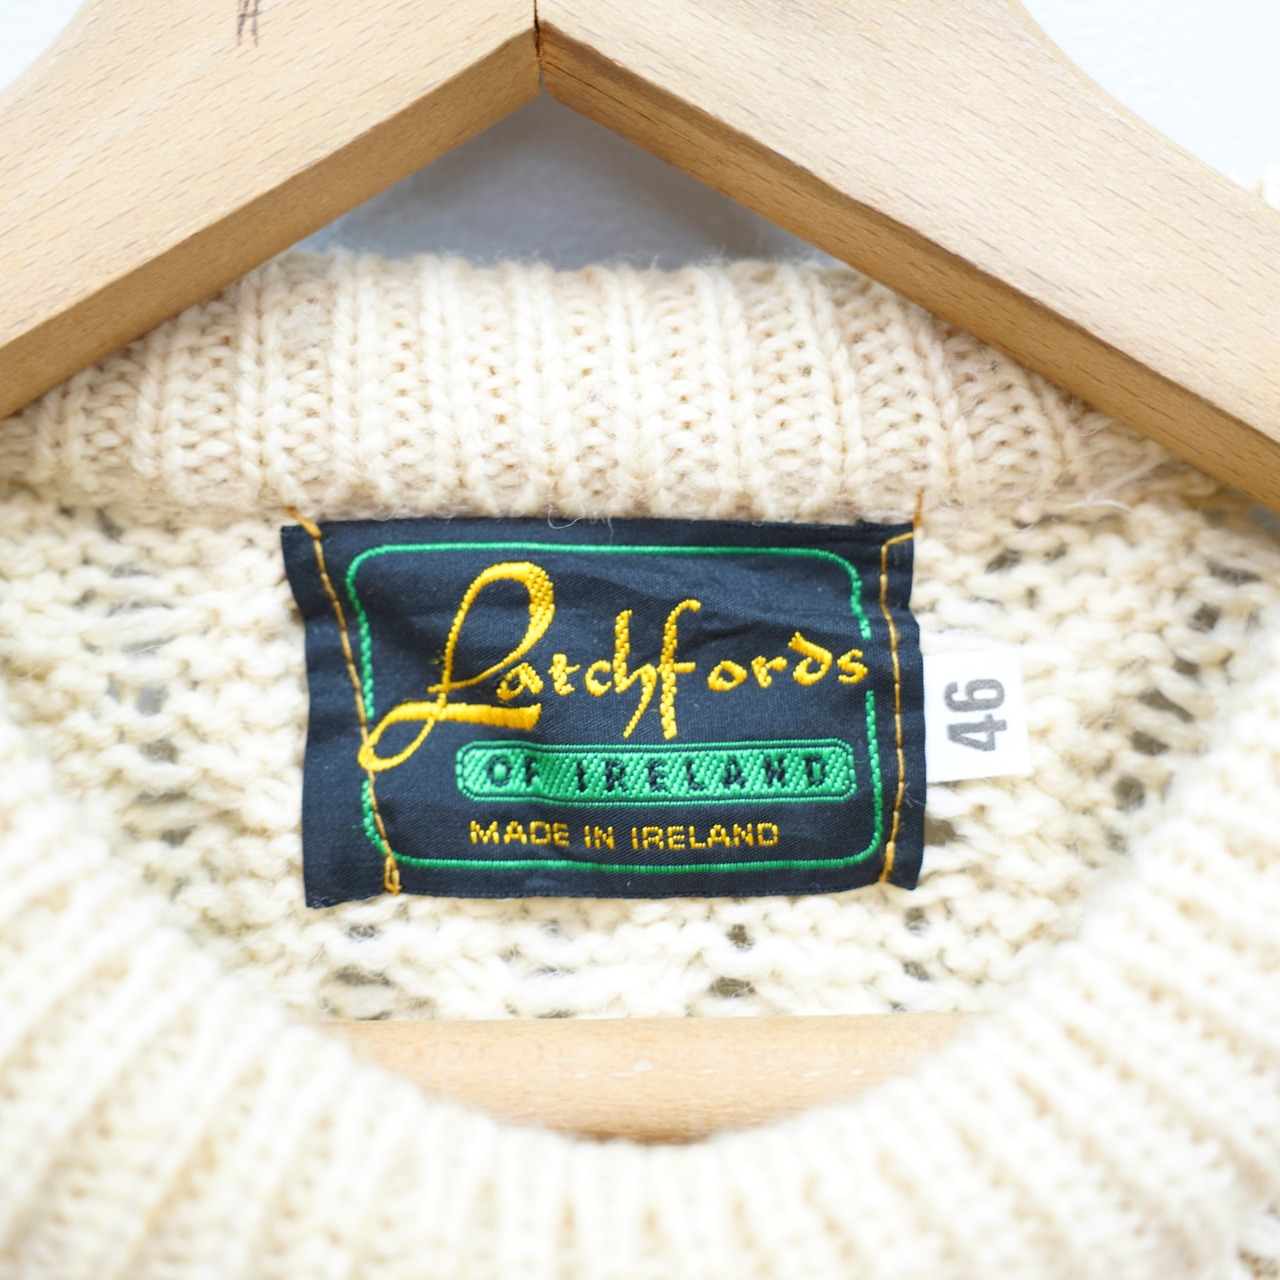 Latchfords
OF IRELAND
MADE IN IRELAND
46